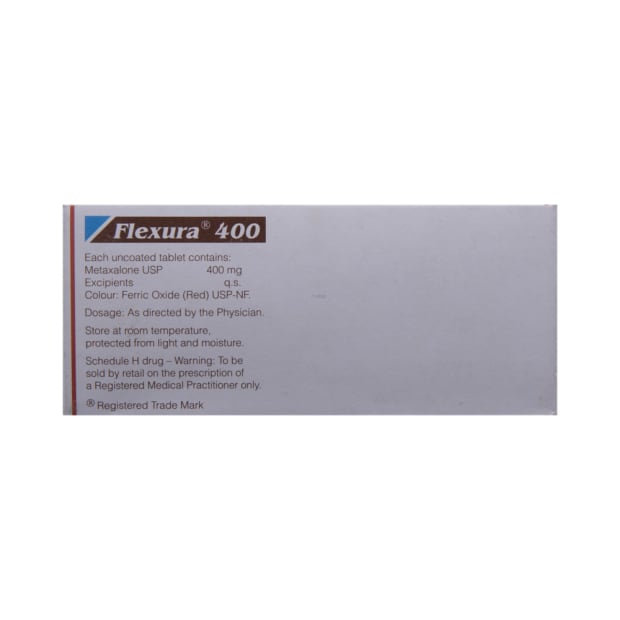 Flexura® 400
Each uncoated tablet contains:
Metaxalone USP 400 mg
Excipients q.s.
Colour: Ferric Oxide (Red) USP-NF.
Dosage: As directed by the Physician.
Store at room temperature,
protected from light and moisture.
Schedule H drug – Warning: To be
sold by retail on the prescription of
a Registered Medical Practitioner only.
® Registered Trade Mark